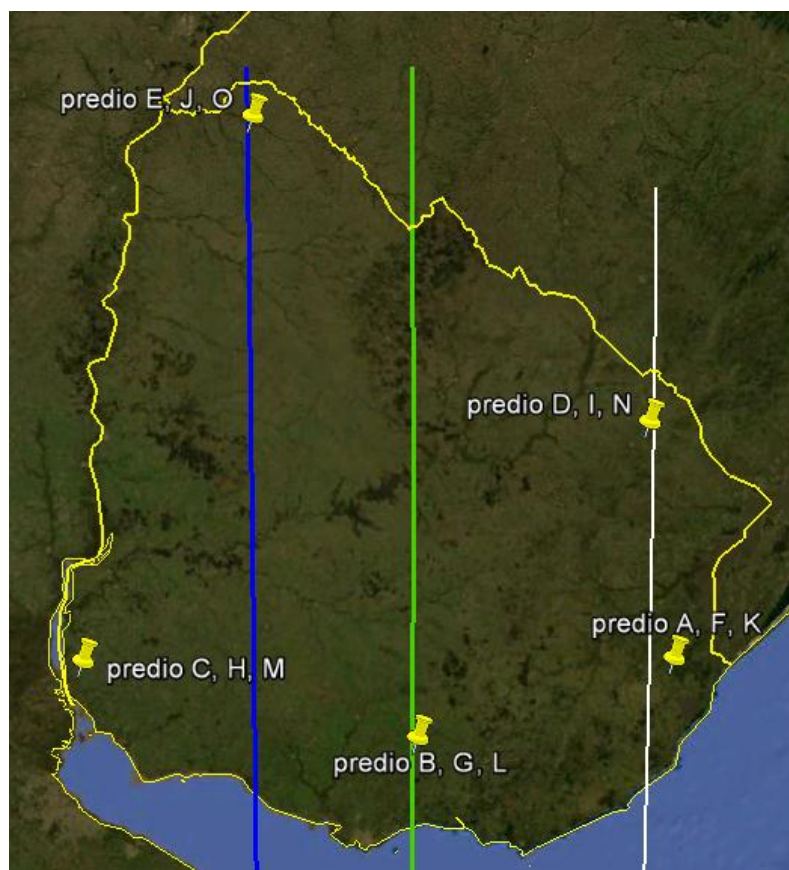 predio E, J, O
predio D, I, N
predio A, F, K
predio C, H, M
predio B, G, L